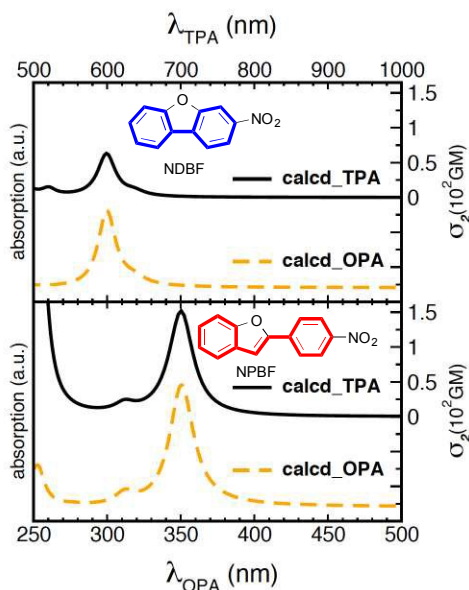 λTPA (nm)
500 600 700 800 900 1000
absorption (a.u.)
O
NO2
NDBF
calcd_TPA
calcd_OPA
1.5
1
0.5
0
σ2(10²GM)
absorption (a.u.)
O
NO2
NPBF
calcd_TPA
calcd_OPA
1.5
1
0.5
0
σ2(10²GM)
250 300 350 400 450 500
λOPA (nm)